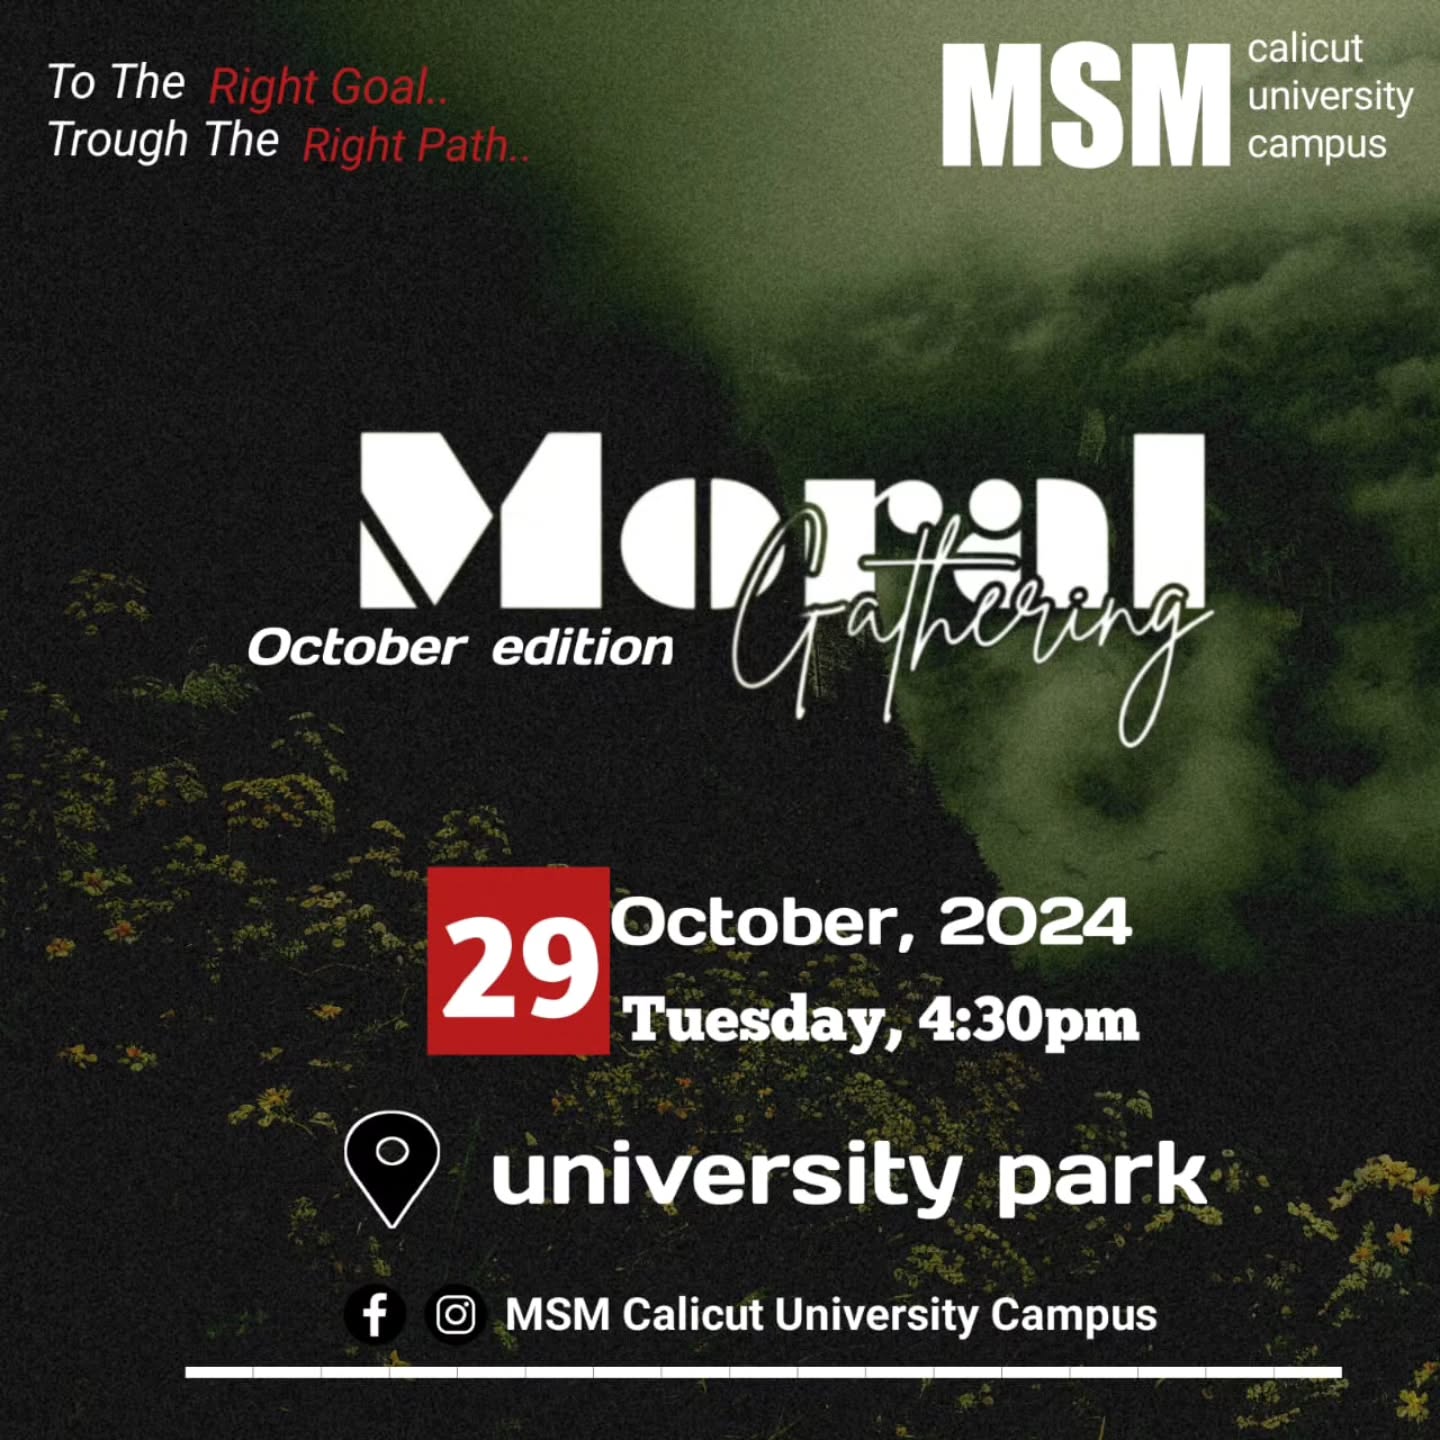 To The Right Goal..
Trough The Right Path..
MSM
calicut
university
campus
Moral
Gathering
October edition
29
October, 2024
Tuesday, 4:30pm
university park
MSM Calicut University Campus